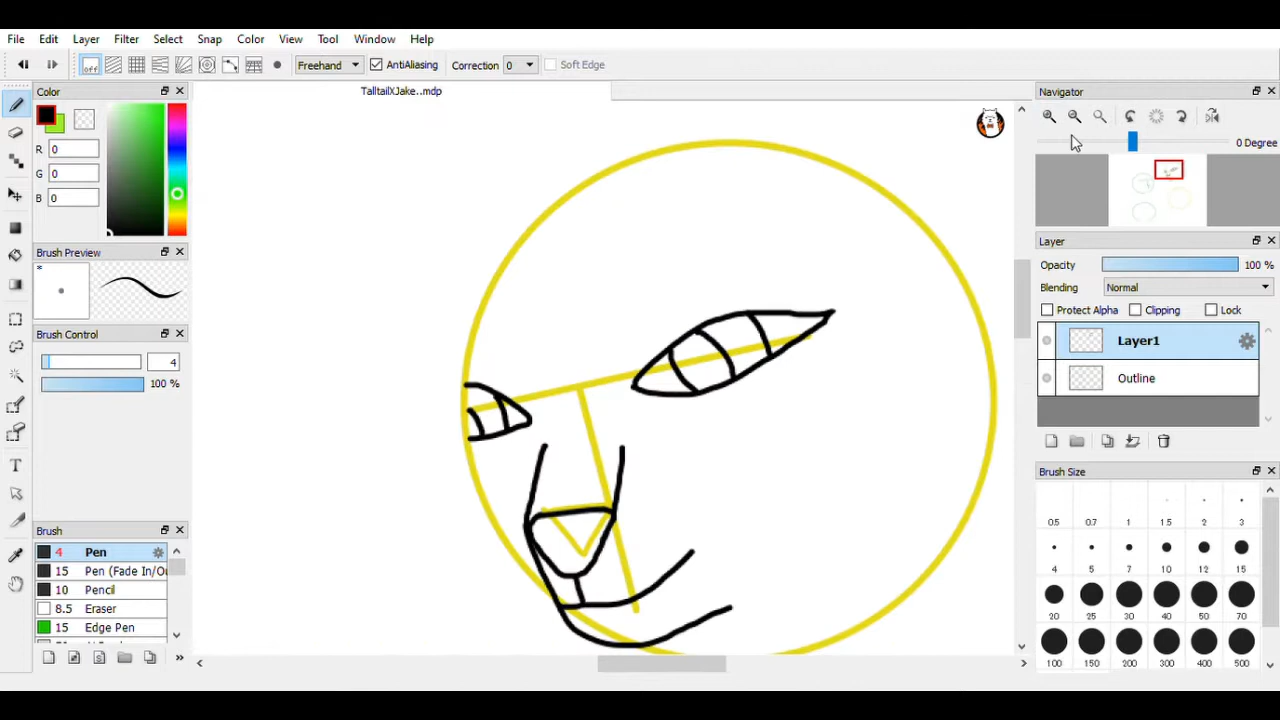 File Edit Layer Filter Select Snap Color View Tool Window Help
off Freehand AntiAliasing Correction 0 Soft Edge
Color
TalltailXJake..mdp
Navigator
R 0
G 0
B 0
0 Degree
Brush Preview
*
Layer
Opacity 100 %
Blending Normal
Protect Alpha Clipping Lock
Brush Control
4
100 %
Layer1
Outline
Brush Size
0.5 0.7 1 1.5 2 3
4 5 7 10 12 15
20 25 30 40 50 70
100 150 200 300 400 500
Brush
4 Pen
15 Pen (Fade In/Ou
10 Pencil
8.5 Eraser
15 Edge Pen